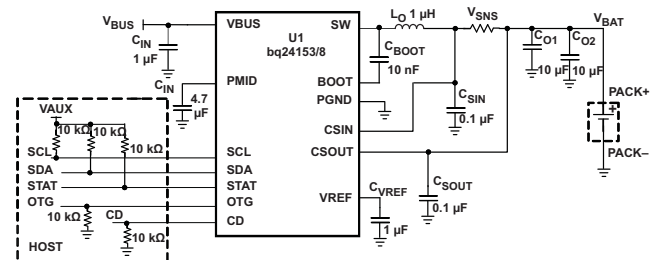 VBUS
CIN
1 µF
VBUS
U1
bq24153/8
SW
LO 1 µH
VSNS
VBAT
CBOOT
10 nF
CO1
10 µF
CO2
10 µF
PMID
CIN
4.7
µF
BOOT
PGND
CSIN
CSIN
0.1 µF
PACK+
+
PACK–
VAUX
10 kΩ
10 kΩ
10 kΩ
SCL
SCL
CSOUT
SDA
SDA
STAT
STAT
CSOUT
0.1 µF
OTG
OTG
10 kΩ
CD
CD
VREF
CVREF
1 µF
10 kΩ
HOST